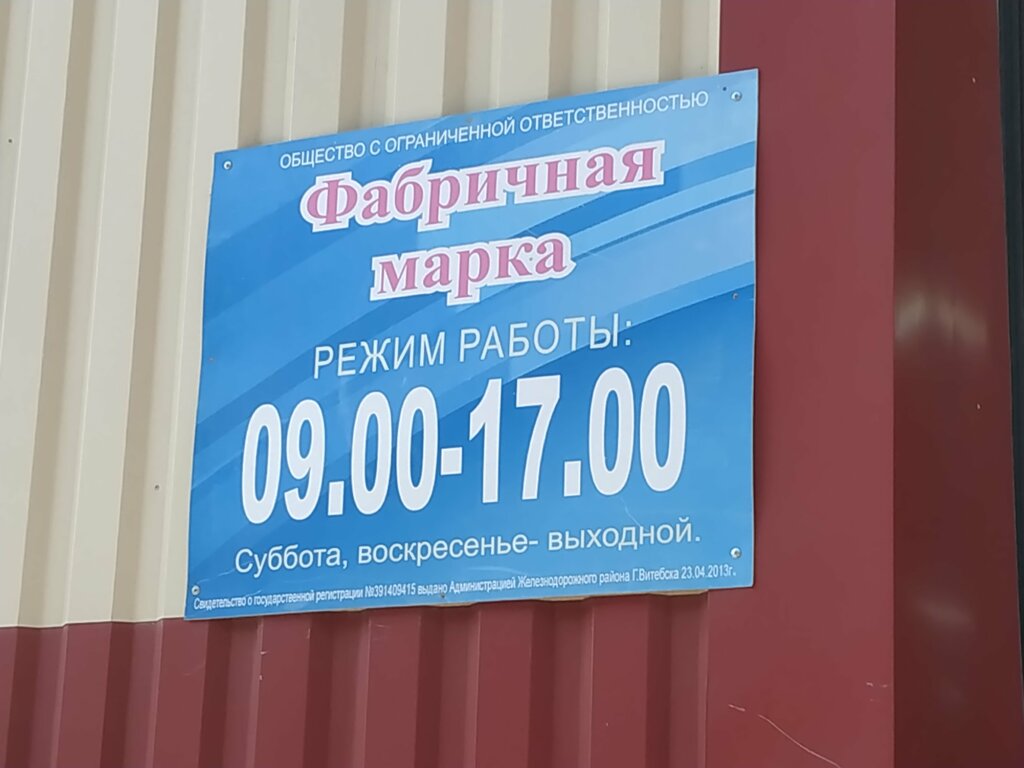 ОБЩЕСТВО С ОГРАНИЧЕННОЙ ОТВЕТСТВЕННОСТЬЮ
Фабричная
марка
РЕЖИМ РАБОТЫ:
09.00-17.00
Суббота, воскресенье- выходной.
Свидетельство о государственной регистрации №391409415 выдано Администрацией Железнодорожного района Г.Витебска 23.04.2013г.